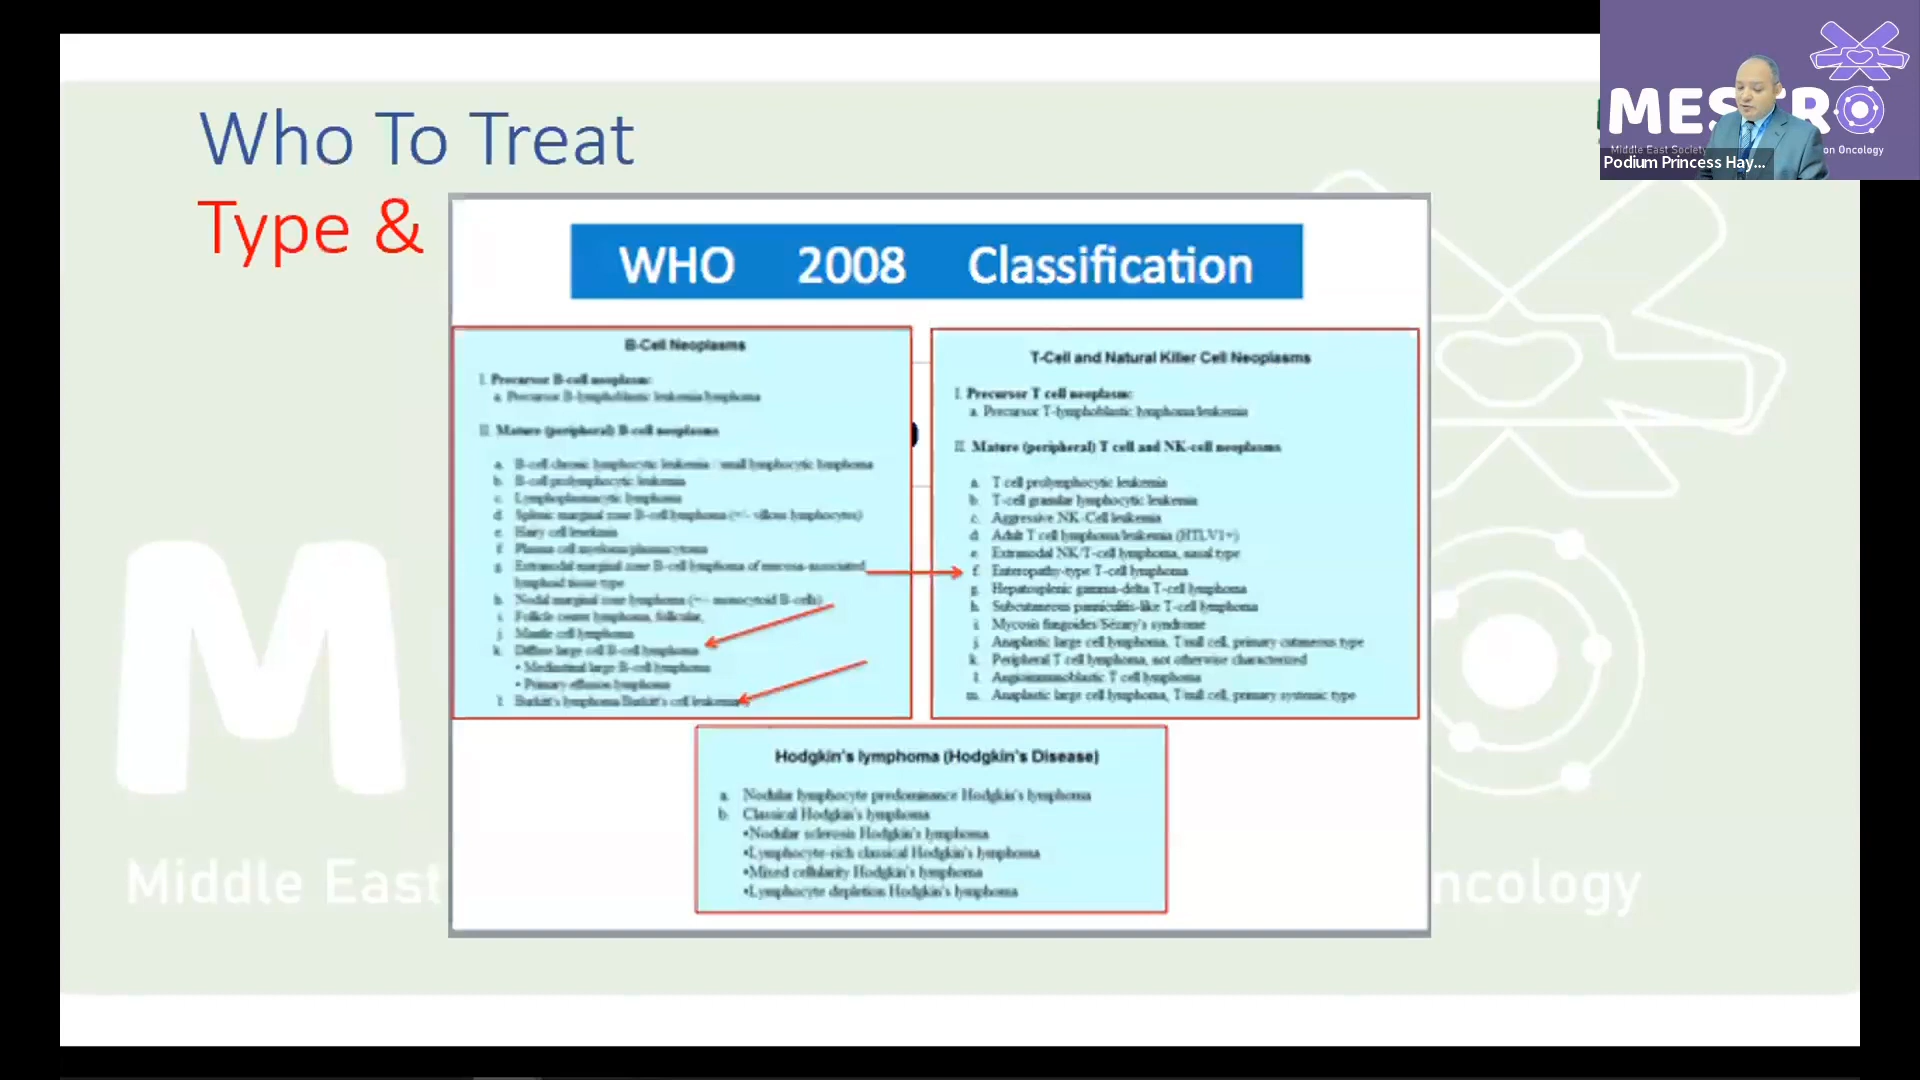 Who To Treat
Type &
WHO 2008 Classification
B-Cell Neoplasms
I. Precursor B-cell neoplasm:
a. Precursor B-lymphoblastic leukemia/lymphoma
II. Mature (peripheral) B-cell neoplasms
a. B-cell chronic lymphocytic leukemia / small lymphocytic lymphoma
b. B-cell prolymphocytic leukemia
c. Lymphoplasmacytic lymphoma
d. Splenic marginal zone B-cell lymphoma (+/- villous lymphocytes)
e. Hairy cell leukemia
f. Plasma cell myeloma/plasmacytoma
g. Extranodal marginal zone B-cell lymphoma of mucosa-associated
lymphoid tissue type
h. Nodal marginal zone lymphoma (+/- monocytoid B-cells)
i. Follicle center lymphoma, follicular,
j. Mantle cell lymphoma
k. Diffuse large cell B-cell lymphoma
• Mediastinal large B-cell lymphoma
• Primary effusion lymphoma
l. Burkitt's lymphoma/Burkitt's cell leukemia
T-Cell and Natural Killer Cell Neoplasms
I. Precursor T cell neoplasm:
a. Precursor T-lymphoblastic lymphoma/leukemia
II. Mature (peripheral) T cell and NK-cell neoplasms
a. T cell prolymphocytic leukemia
b. T-cell granular lymphocytic leukemia
c. Aggressive NK-Cell leukemia
d. Adult T cell lymphoma/leukemia (HTLV1+)
e. Extranodal NK/T-cell lymphoma, nasal type
f. Enteropathy-type T-cell lymphoma
g. Hepatosplenic gamma-delta T-cell lymphoma
h. Subcutaneous panniculitis-like T-cell lymphoma
i. Mycosis fungoides/Sézary's syndrome
j. Anaplastic large cell lymphoma, T/null cell, primary cutaneous type
k. Peripheral T cell lymphoma, not otherwise characterized
l. Angioimmunoblastic T cell lymphoma
m. Anaplastic large cell lymphoma, T/null cell, primary systemic type
Hodgkin's lymphoma (Hodgkin's Disease)
a. Nodular lymphocyte predominance Hodgkin's lymphoma
b. Classical Hodgkin's lymphoma
•Nodular sclerosis Hodgkin's lymphoma
•Lymphocyte-rich classical Hodgkin's lymphoma
•Mixed cellularity Hodgkin's lymphoma
•Lymphocyte depletion Hodgkin's lymphoma
M
Middle East
ncology
MES RO
Middle East Society on Oncology
Podium Princess Hay...